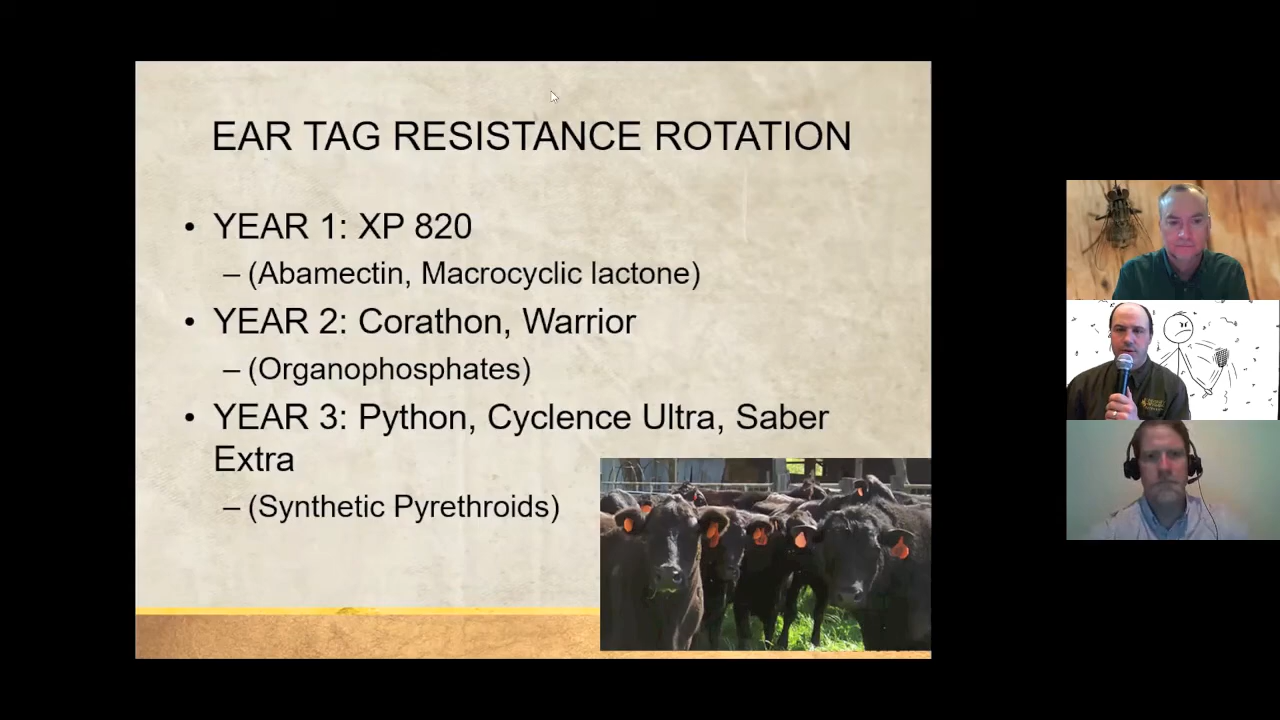 EAR TAG RESISTANCE ROTATION
• YEAR 1: XP 820
– (Abamectin, Macrocyclic lactone)
• YEAR 2: Corathon, Warrior
– (Organophosphates)
• YEAR 3: Python, Cyclence Ultra, Saber
Extra
– (Synthetic Pyrethroids)